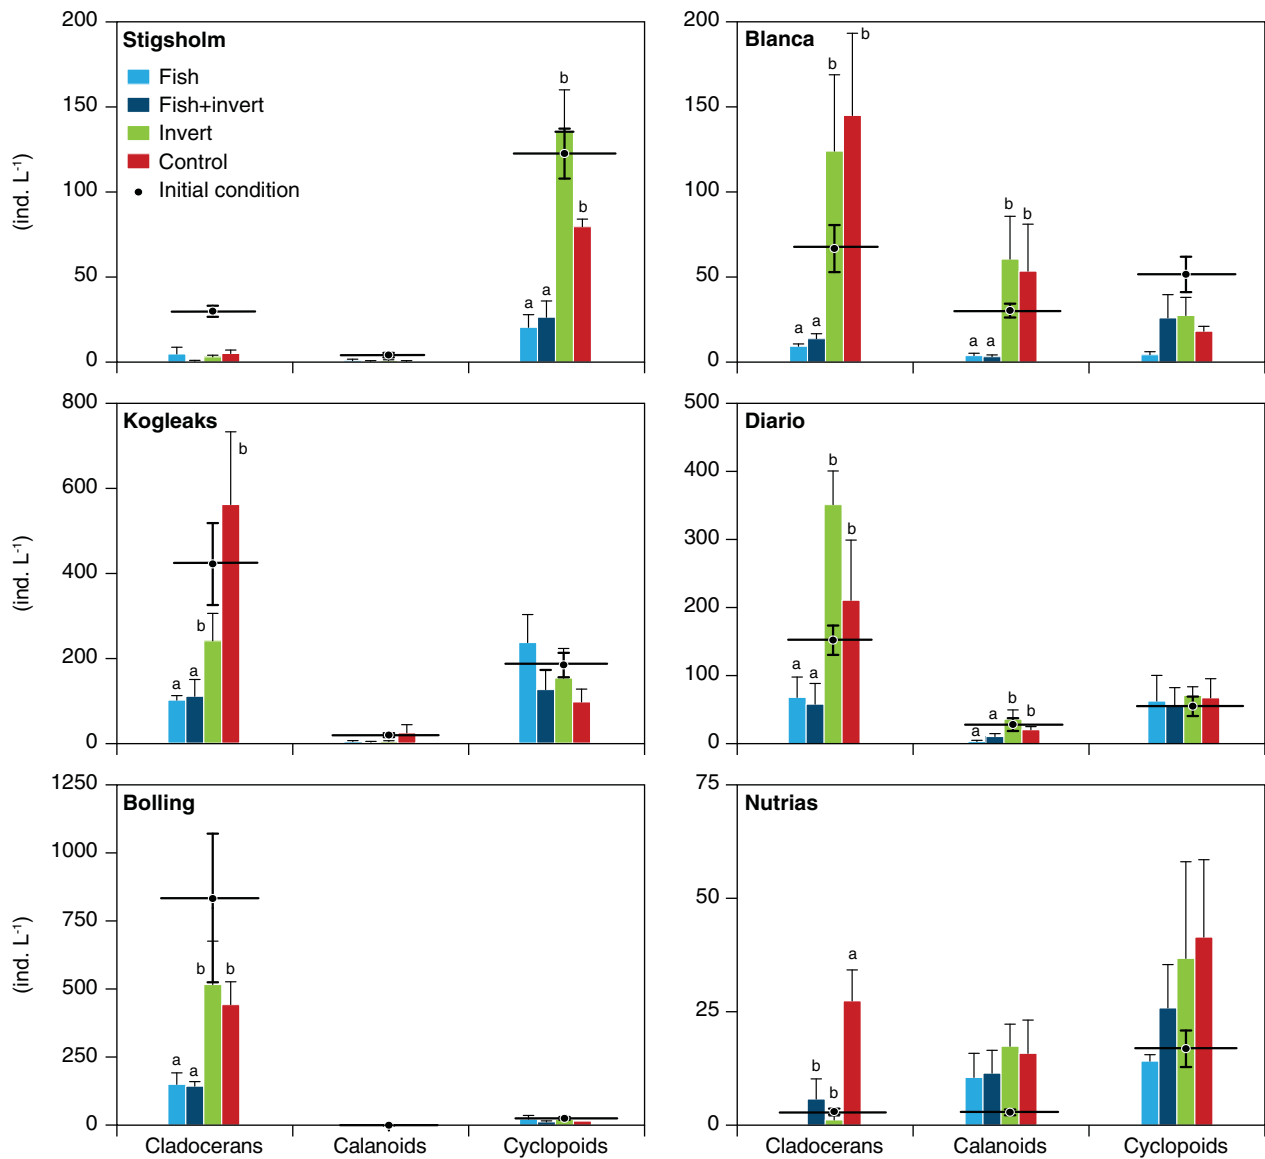 Stigsholm
Fish
Fish+invert
Invert
Control
Initial condition
(ind. L-1)
200
150
100
50
0
a
a
b
b
Blanca
200
150
100
50
0
a
a
b
b
a
a
b
b
Kogleaks
(ind. L-1)
800
600
400
200
0
a
a
b
b
Diario
500
400
300
200
100
0
a
a
b
b
a
a
b
b
Bolling
(ind. L-1)
1250
1000
750
500
250
0
a
a
b
b
Cladocerans Calanoids Cyclopoids
Nutrias
75
50
25
0
b
b
a
Cladocerans Calanoids Cyclopoids